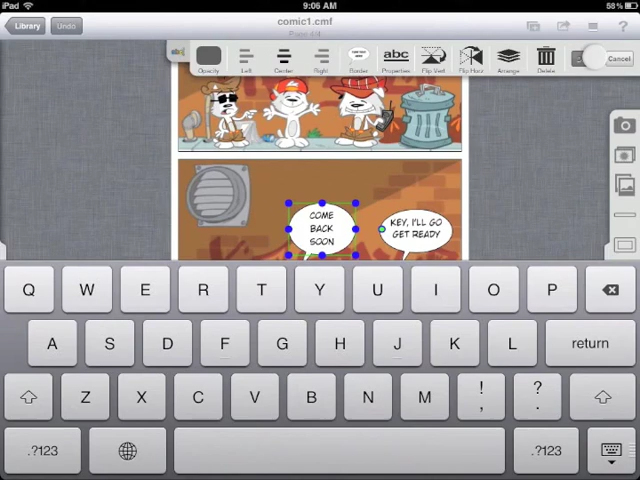 iPad 9:06 AM 58%
Library Undo comic1.cmf
Page 4/4
abc
Opacity Left Center Right Border Properties Flip Vert Flip Horz Arrange Delete Cancel
COME
BACK
SOON
KEY, I'LL GO
GET READY
Q W E R T Y U I O P
A S D F G H J K L return
Z X C V B N M ! , ? .
.?123 .?123